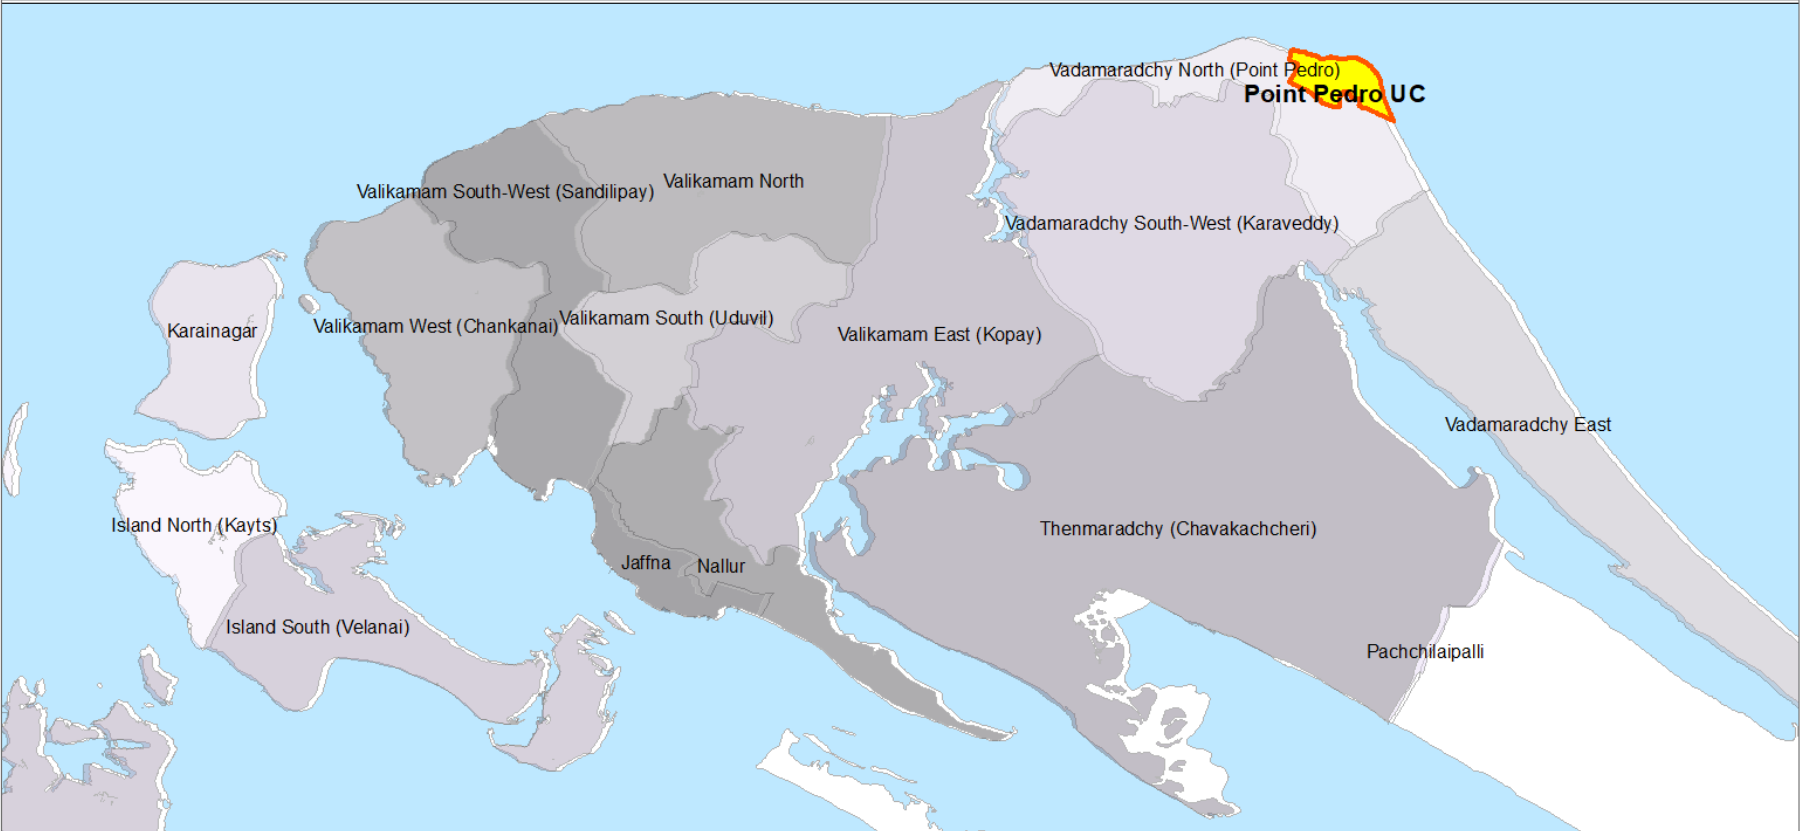 Vadamaradchy North (Point Pedro)
Point Pedro UC
Valikamam South-West (Sandilipay)
Valikamam North
Vadamaradchy South-West (Karaveddy)
Karainagar
Valikamam West (Chankanai)
Valikamam South (Uduvil)
Valikamam East (Kopay)
Vadamaradchy East
Island North (Kayts)
Thenmaradchy (Chavakachcheri)
Jaffna
Nallur
Island South (Velanai)
Pachchilaipalli